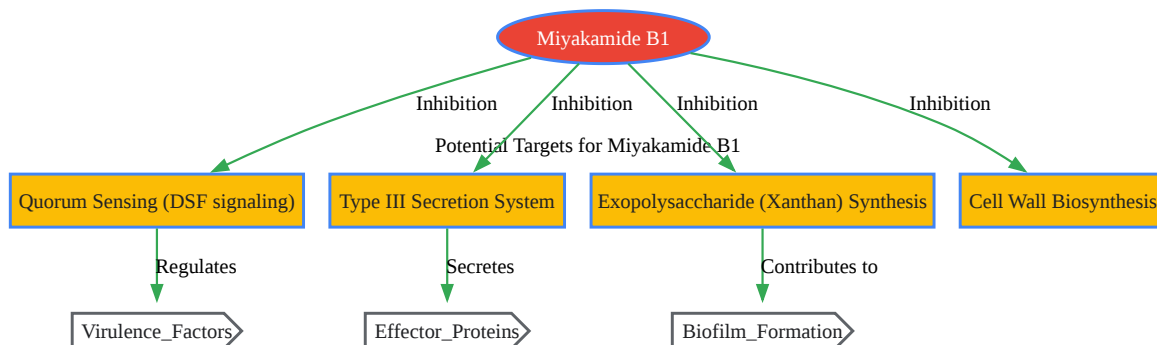 Miyakamide B1
Inhibition
Inhibition
Inhibition
Inhibition
Potential Targets for Miyakamide B1
Quorum Sensing (DSF signaling)
Type III Secretion System
Exopolysaccharide (Xanthan) Synthesis
Cell Wall Biosynthesis
Regulates
Secretes
Contributes to
Virulence_Factors
Effector_Proteins
Biofilm_Formation